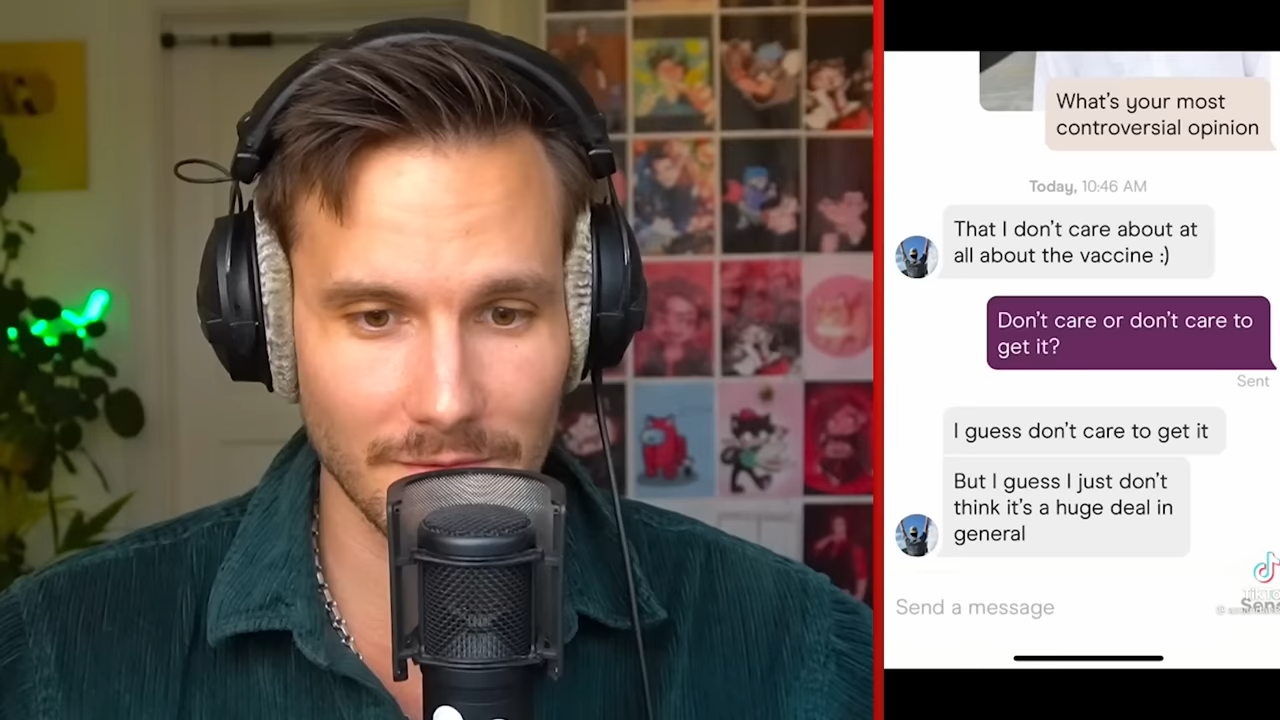 What's your most
controversial opinion
Today, 10:46 AM
That I don't care about at
all about the vaccine :)
Don't care or don't care to
get it?
Sent
I guess don't care to get it
But I guess I just don't
think it's a huge deal in
general
Send a message